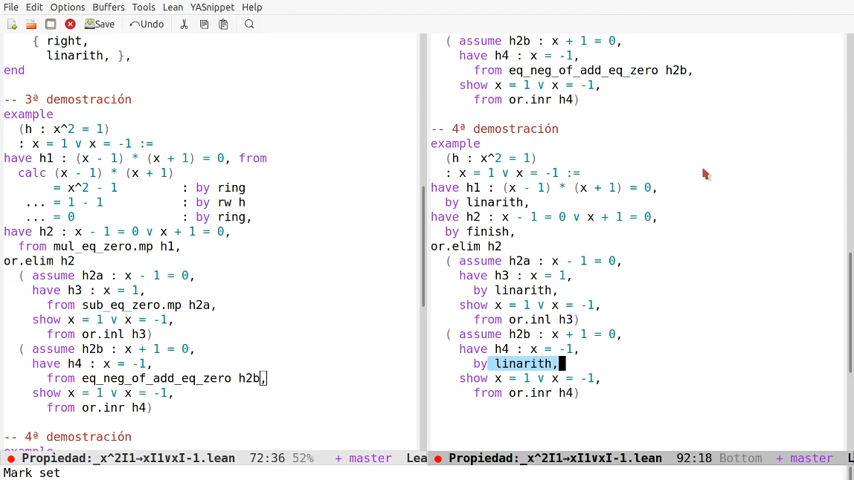 File Edit Options Buffers Tools Lean YASnippet Help
Save Undo
{ right,
linarith, },
end
-- 3ª demostración
example
(h : x^2 = 1)
: x = 1 ∨ x = -1 :=
have h1 : (x - 1) * (x + 1) = 0, from
calc (x - 1) * (x + 1)
= x^2 - 1 : by ring
... = 1 - 1 : by rw h
... = 0 : by ring,
have h2 : x - 1 = 0 ∨ x + 1 = 0,
from mul_eq_zero.mp h1,
or.elim h2
( assume h2a : x - 1 = 0,
have h3 : x = 1,
from sub_eq_zero.mp h2a,
show x = 1 ∨ x = -1,
from or.inl h3)
( assume h2b : x + 1 = 0,
have h4 : x = -1,
from eq_neg_of_add_eq_zero h2b,
show x = 1 ∨ x = -1,
from or.inr h4)
-- 4ª demostración
example
Propiedad:_x^2I1→xI1∨xI-1.lean 72:36 52% + master Lea
( assume h2b : x + 1 = 0,
have h4 : x = -1,
from eq_neg_of_add_eq_zero h2b,
show x = 1 ∨ x = -1,
from or.inr h4)
-- 4ª demostración
example
(h : x^2 = 1)
: x = 1 ∨ x = -1 :=
have h1 : (x - 1) * (x + 1) = 0,
by linarith,
have h2 : x - 1 = 0 ∨ x + 1 = 0,
by finish,
or.elim h2
( assume h2a : x - 1 = 0,
have h3 : x = 1,
by linarith,
show x = 1 ∨ x = -1,
from or.inl h3)
( assume h2b : x + 1 = 0,
have h4 : x = -1,
by linarith,
show x = 1 ∨ x = -1,
from or.inr h4)
Propiedad:_x^2I1→xI1∨xI-1.lean 92:18 Bottom + master L
Mark set